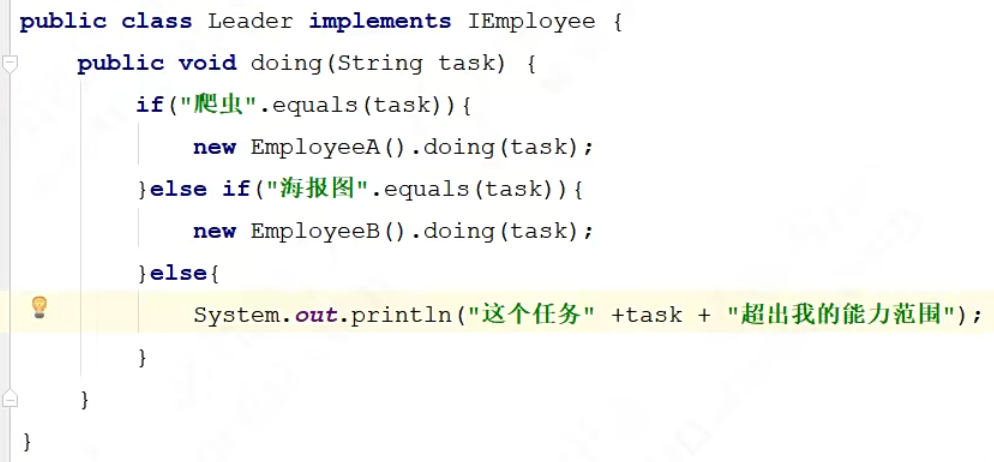 public class Leader implements IEmployee {
    public void doing(String task) {
        if("爬虫".equals(task)){
            new EmployeeA().doing(task);
        }else if("海报图".equals(task)){
            new EmployeeB().doing(task);
        }else{
            System.out.println("这个任务" +task + "超出我的能力范围");
        }
    }
}